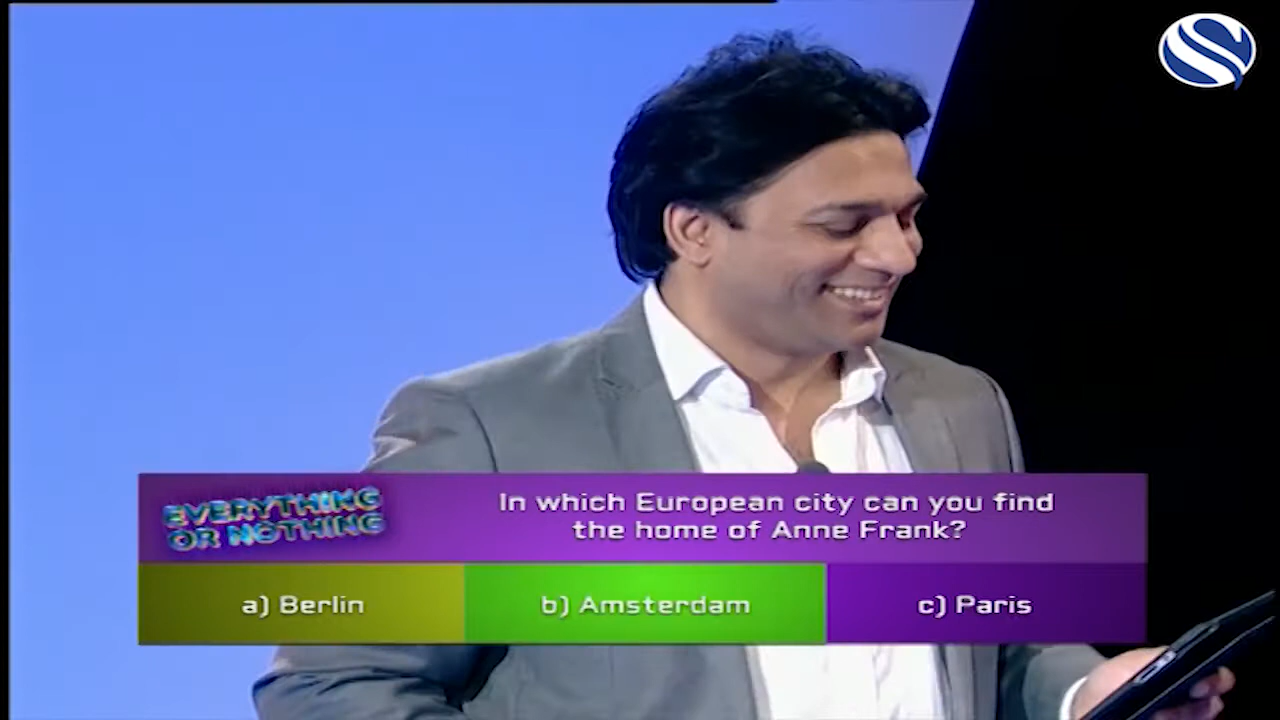 EVERYTHING
OR NOTHING
In which European city can you find
the home of Anne Frank?
a) Berlin
b) Amsterdam
c) Paris